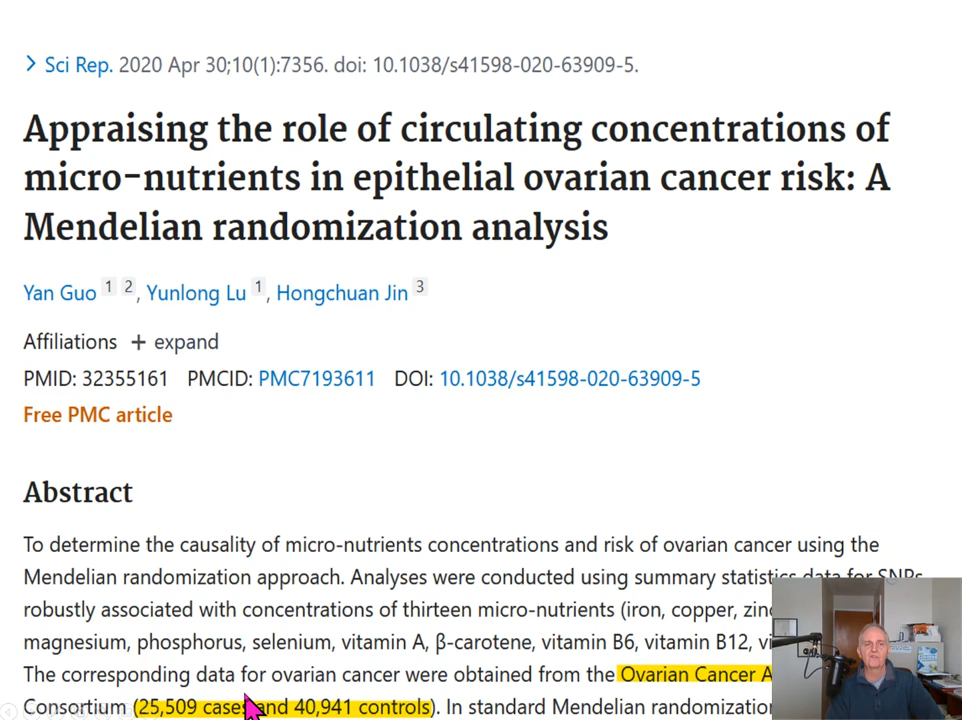 Sci Rep. 2020 Apr 30;10(1):7356. doi: 10.1038/s41598-020-63909-5.
Appraising the role of circulating concentrations of
micro-nutrients in epithelial ovarian cancer risk: A
Mendelian randomization analysis
Yan Guo 1 2, Yunlong Lu 1, Hongchuan Jin 3
Affiliations + expand
PMID: 32355161 PMCID: PMC7193611 DOI: 10.1038/s41598-020-63909-5
Free PMC article
Abstract
To determine the causality of micro-nutrients concentrations and risk of ovarian cancer using the
Mendelian randomization approach. Analyses were conducted using summary statistics data for SNPs
robustly associated with concentrations of thirteen micro-nutrients (iron, copper, zinc
magnesium, phosphorus, selenium, vitamin A, β-carotene, vitamin B6, vitamin B12,
The corresponding data for ovarian cancer were obtained from the Ovarian Cancer
Consortium (25,509 cases and 40,941 controls). In standard Mendelian randomization